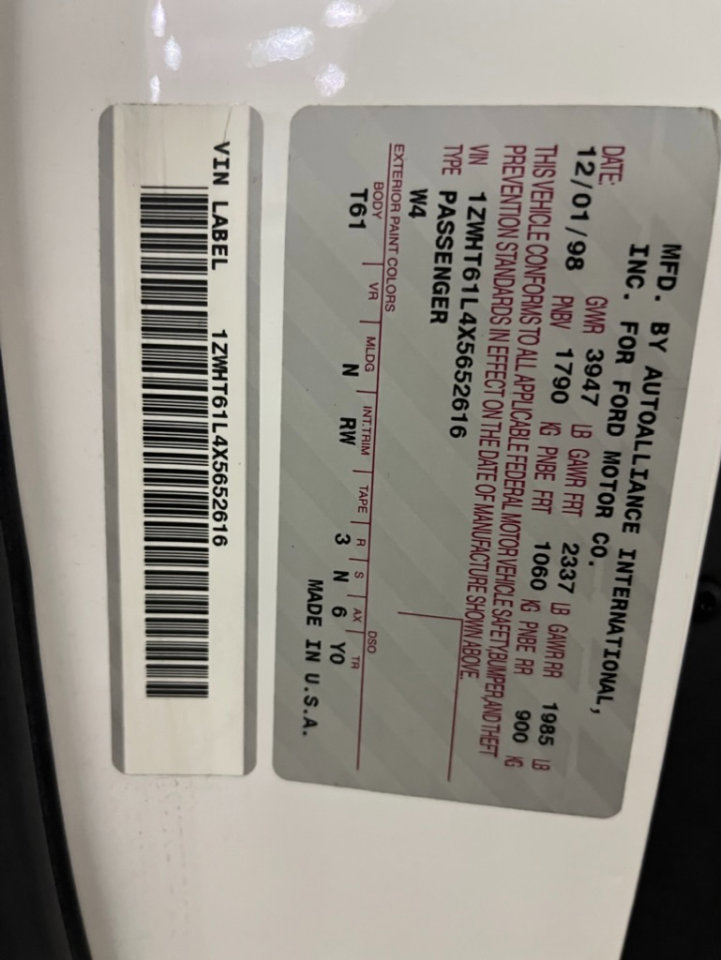 MFD. BY AUTOALLIANCE INTERNATIONAL,
INC. FOR FORD MOTOR CO.
DATE: 12/01/98 GVWR 3947 LB GAWR FRT 2337 LB GAWR RR 1985 LB
PNBV 1790 KG PNBE FRT 1060 KG PNBE RR 900 KG
THIS VEHICLE CONFORMS TO ALL APPLICABLE FEDERAL MOTOR VEHICLE SAFETY, BUMPER, AND THEFT
PREVENTION STANDARDS IN EFFECT ON THE DATE OF MANUFACTURE SHOWN ABOVE.
VIN 1ZWHT61L4X5652616
TYPE PASSENGER
W4
EXTERIOR PAINT COLORS DSO
BODY VR MLDG INT.TRIM TAPE R S AX TR
T61 N RW 3 N 6 Y0
MADE IN U.S.A.
VIN LABEL 1ZWHT61L4X5652616